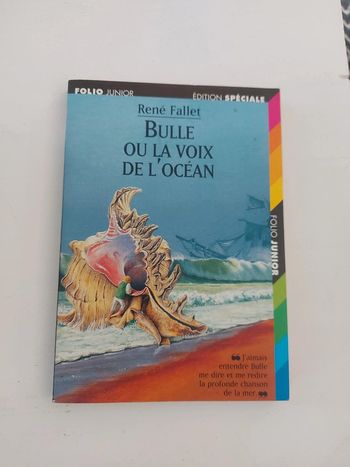 FOLIO JUNIOR
ÉDITION SPÉCIALE
René Fallet
BULLE
OU LA VOIX
DE L'OCÉAN
FOLIO JUNIOR
❝ J'aimais
entendre Bulle
me dire et me redire
la profonde chanson
de la mer ❞